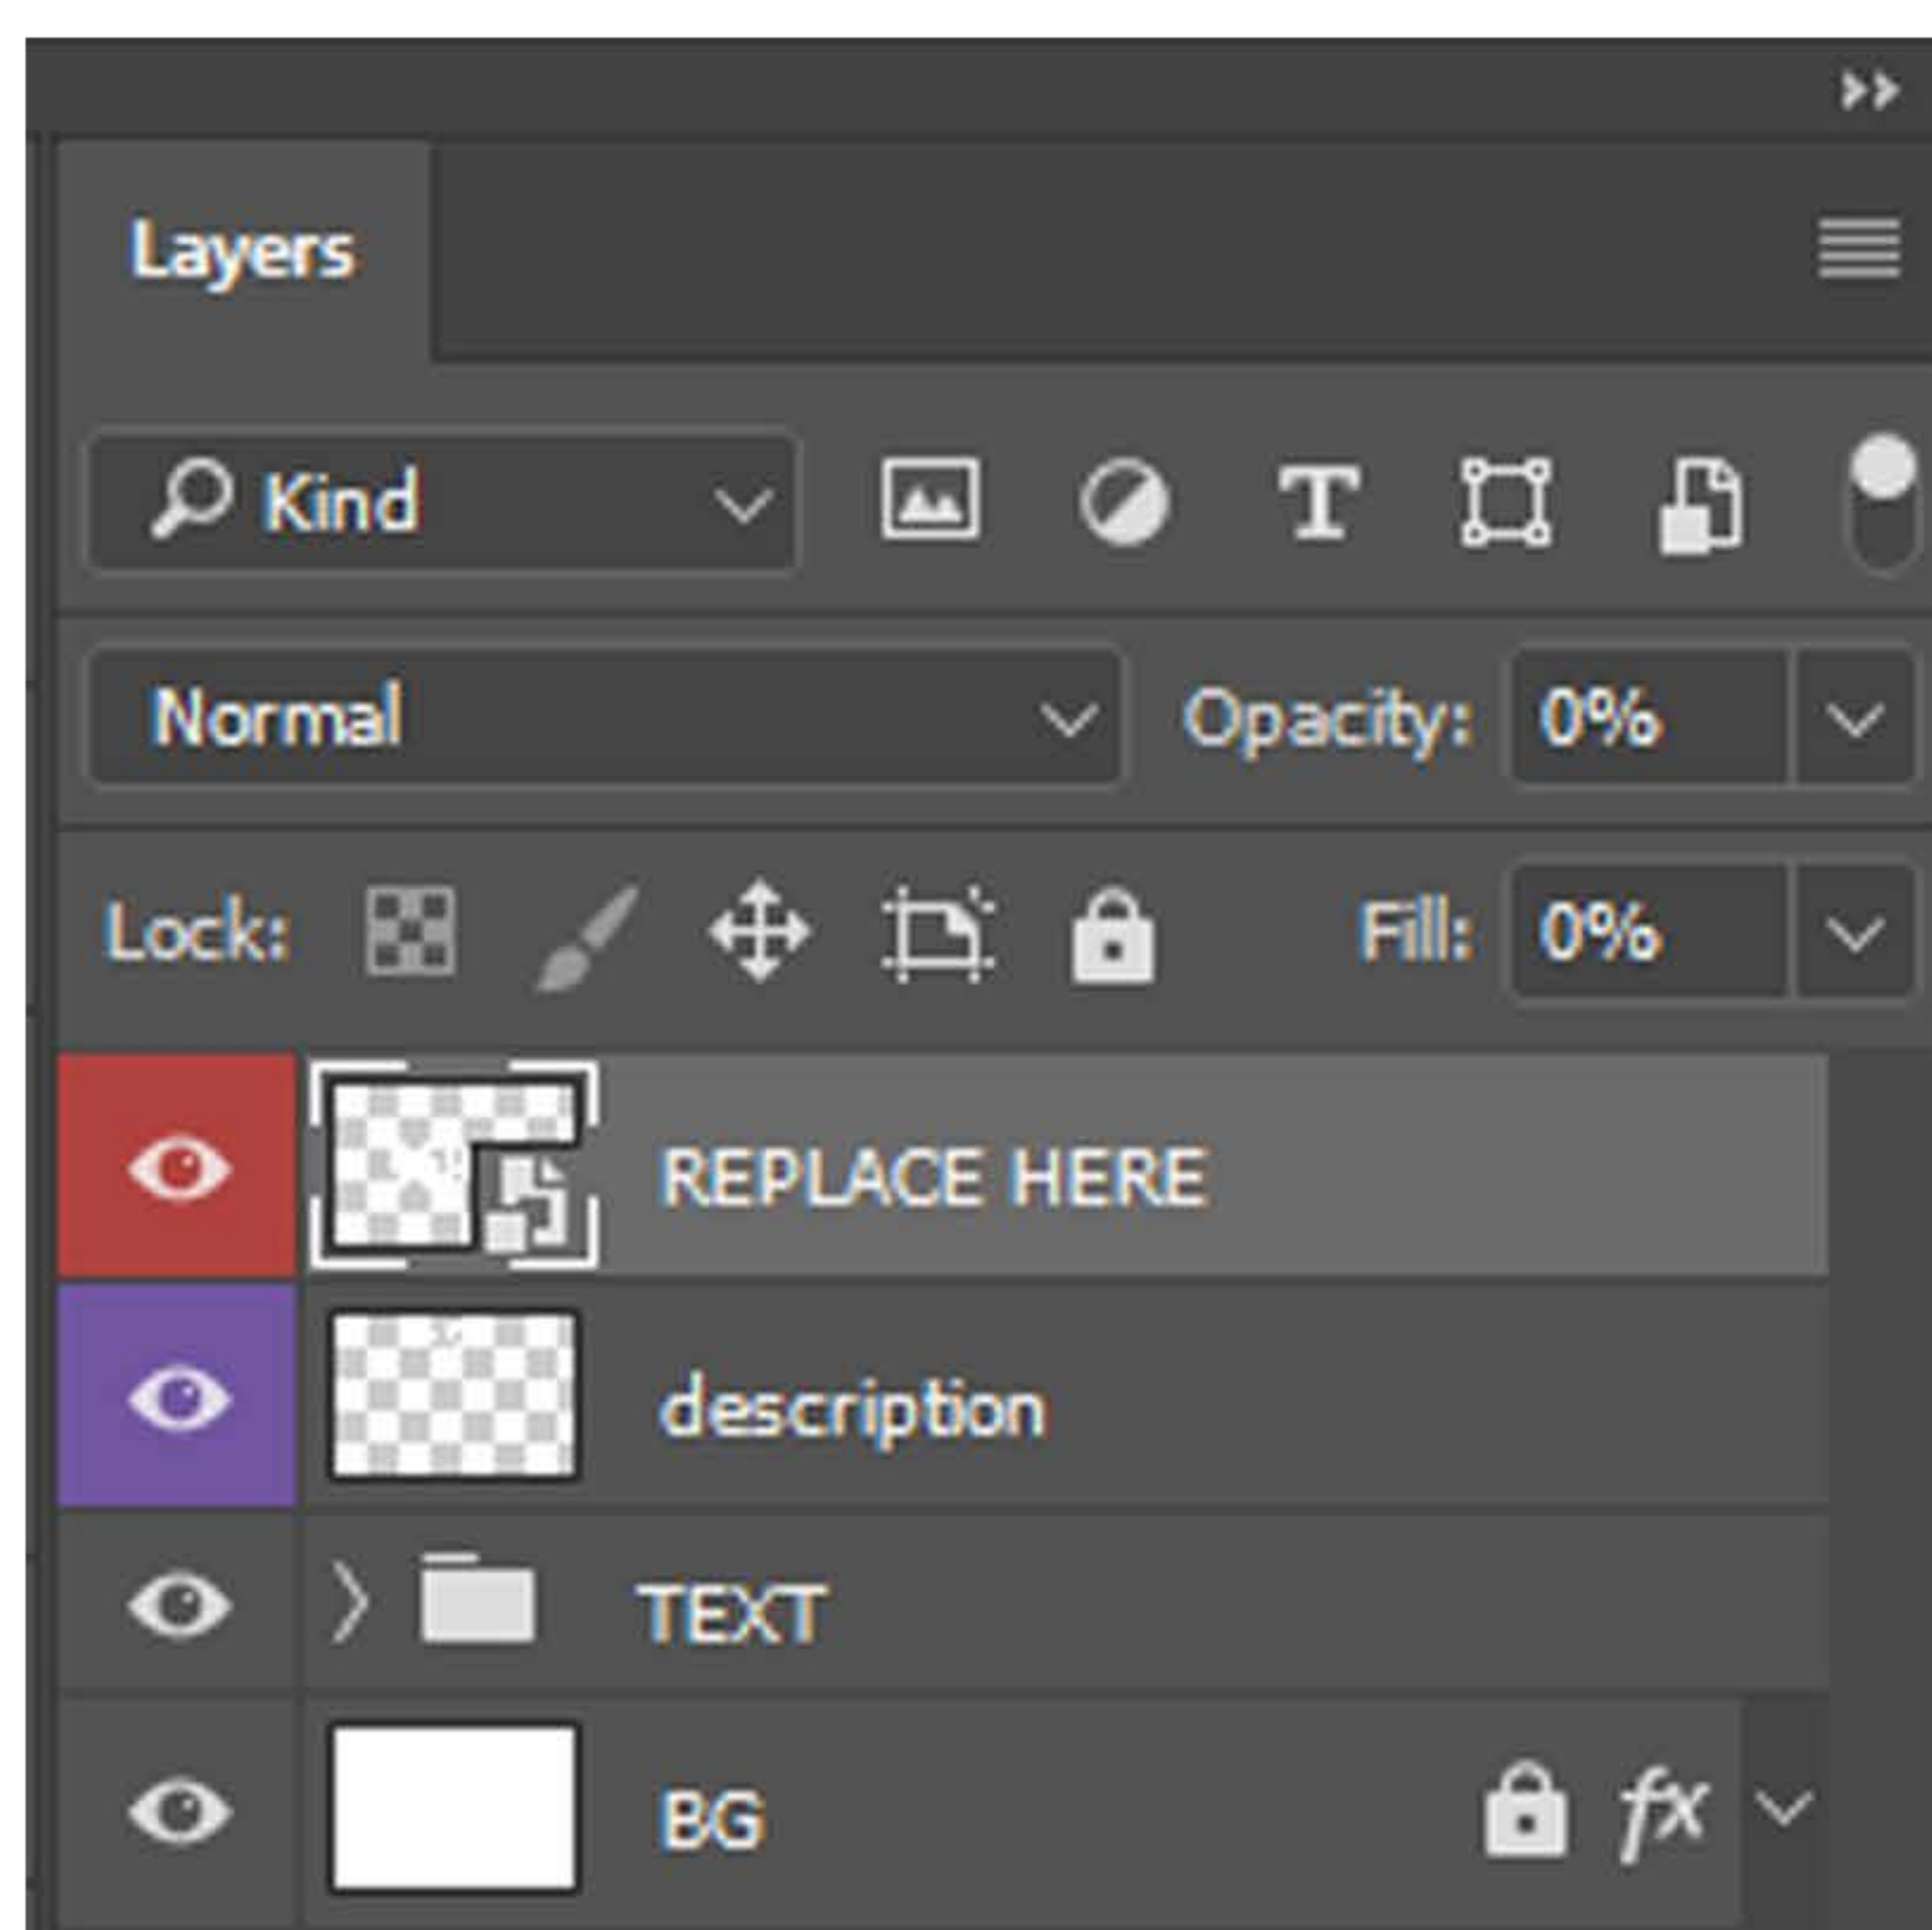 Layers
Kind
Normal Opacity: 0%
Lock: Fill: 0%
REPLACE HERE
description
TEXT
BG fx